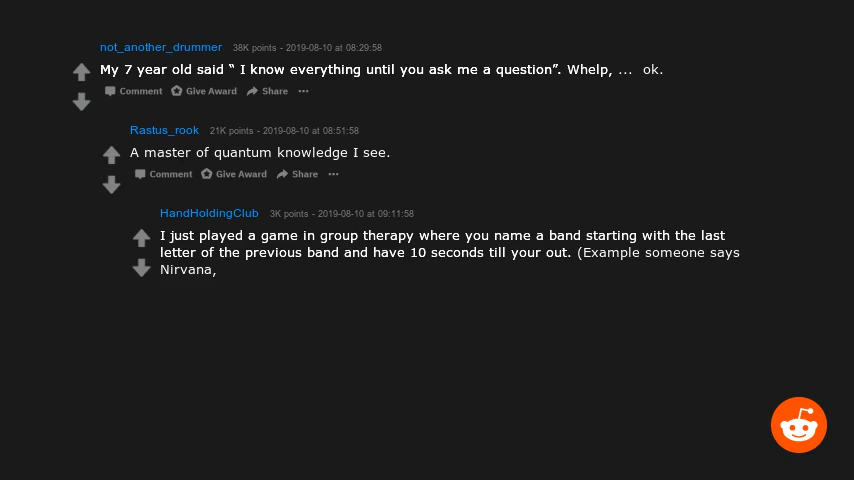 not_another_drummer 38K points - 2019-08-10 at 08:29:58
My 7 year old said “ I know everything until you ask me a question”. Whelp, ... ok.
Comment Give Award Share ...
Rastus_rook 21K points - 2019-08-10 at 08:51:58
A master of quantum knowledge I see.
Comment Give Award Share ...
HandHoldingClub 3K points - 2019-08-10 at 09:11:58
I just played a game in group therapy where you name a band starting with the last
letter of the previous band and have 10 seconds till your out. (Example someone says
Nirvana,